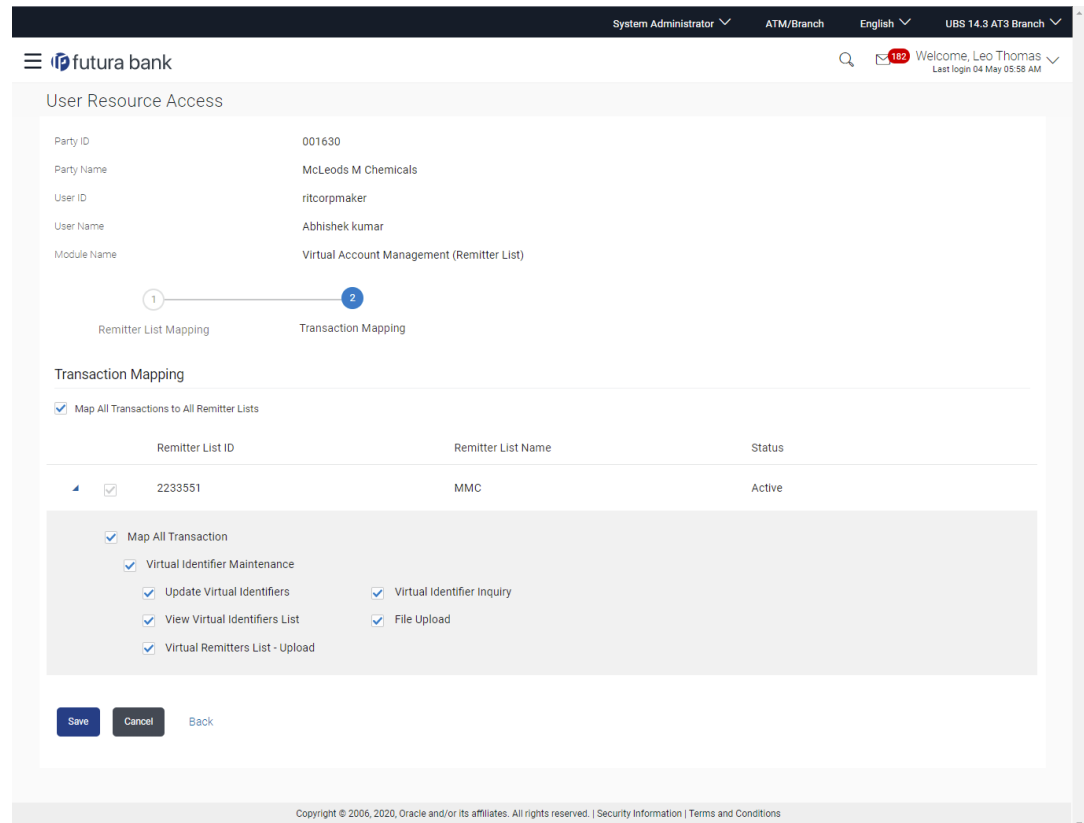 System Administrator ATM/Branch English UBS 14.3 AT3 Branch
futura bank 182 Welcome, Leo Thomas
Last login 04 May 05:58 AM
User Resource Access
Party ID 001630
Party Name McLeods M Chemicals
User ID ritcorpmaker
User Name Abhishek kumar
Module Name Virtual Account Management (Remitter List)
1 2
Remitter List Mapping Transaction Mapping
Transaction Mapping
Map All Transactions to All Remitter Lists
Remitter List ID Remitter List Name Status
2233551 MMC Active
Map All Transaction
Virtual Identifier Maintenance
Update Virtual Identifiers Virtual Identifier Inquiry
View Virtual Identifiers List File Upload
Virtual Remitters List - Upload
Save Cancel Back
Copyright © 2006, 2020, Oracle and/or its affiliates. All rights reserved. | Security Information | Terms and Conditions